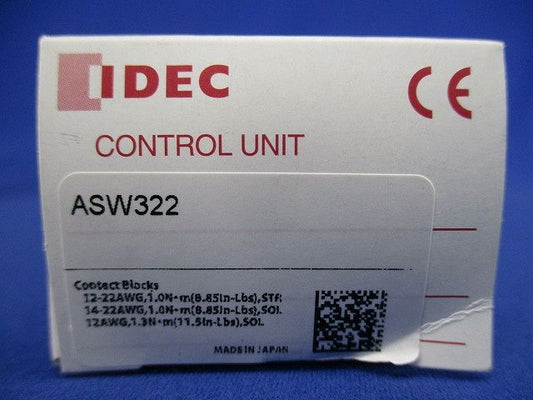 IDEC
CE
CONTROL UNIT
ASW322
Contact Blocks
12-22AWG,1.0N·m(8.85In-Lbs),STR
14-22AWG,1.0N·m(8.85In-Lbs),SOL
12AWG,1.3N·m(11.5In-Lbs),SOL
MADE IN JAPAN